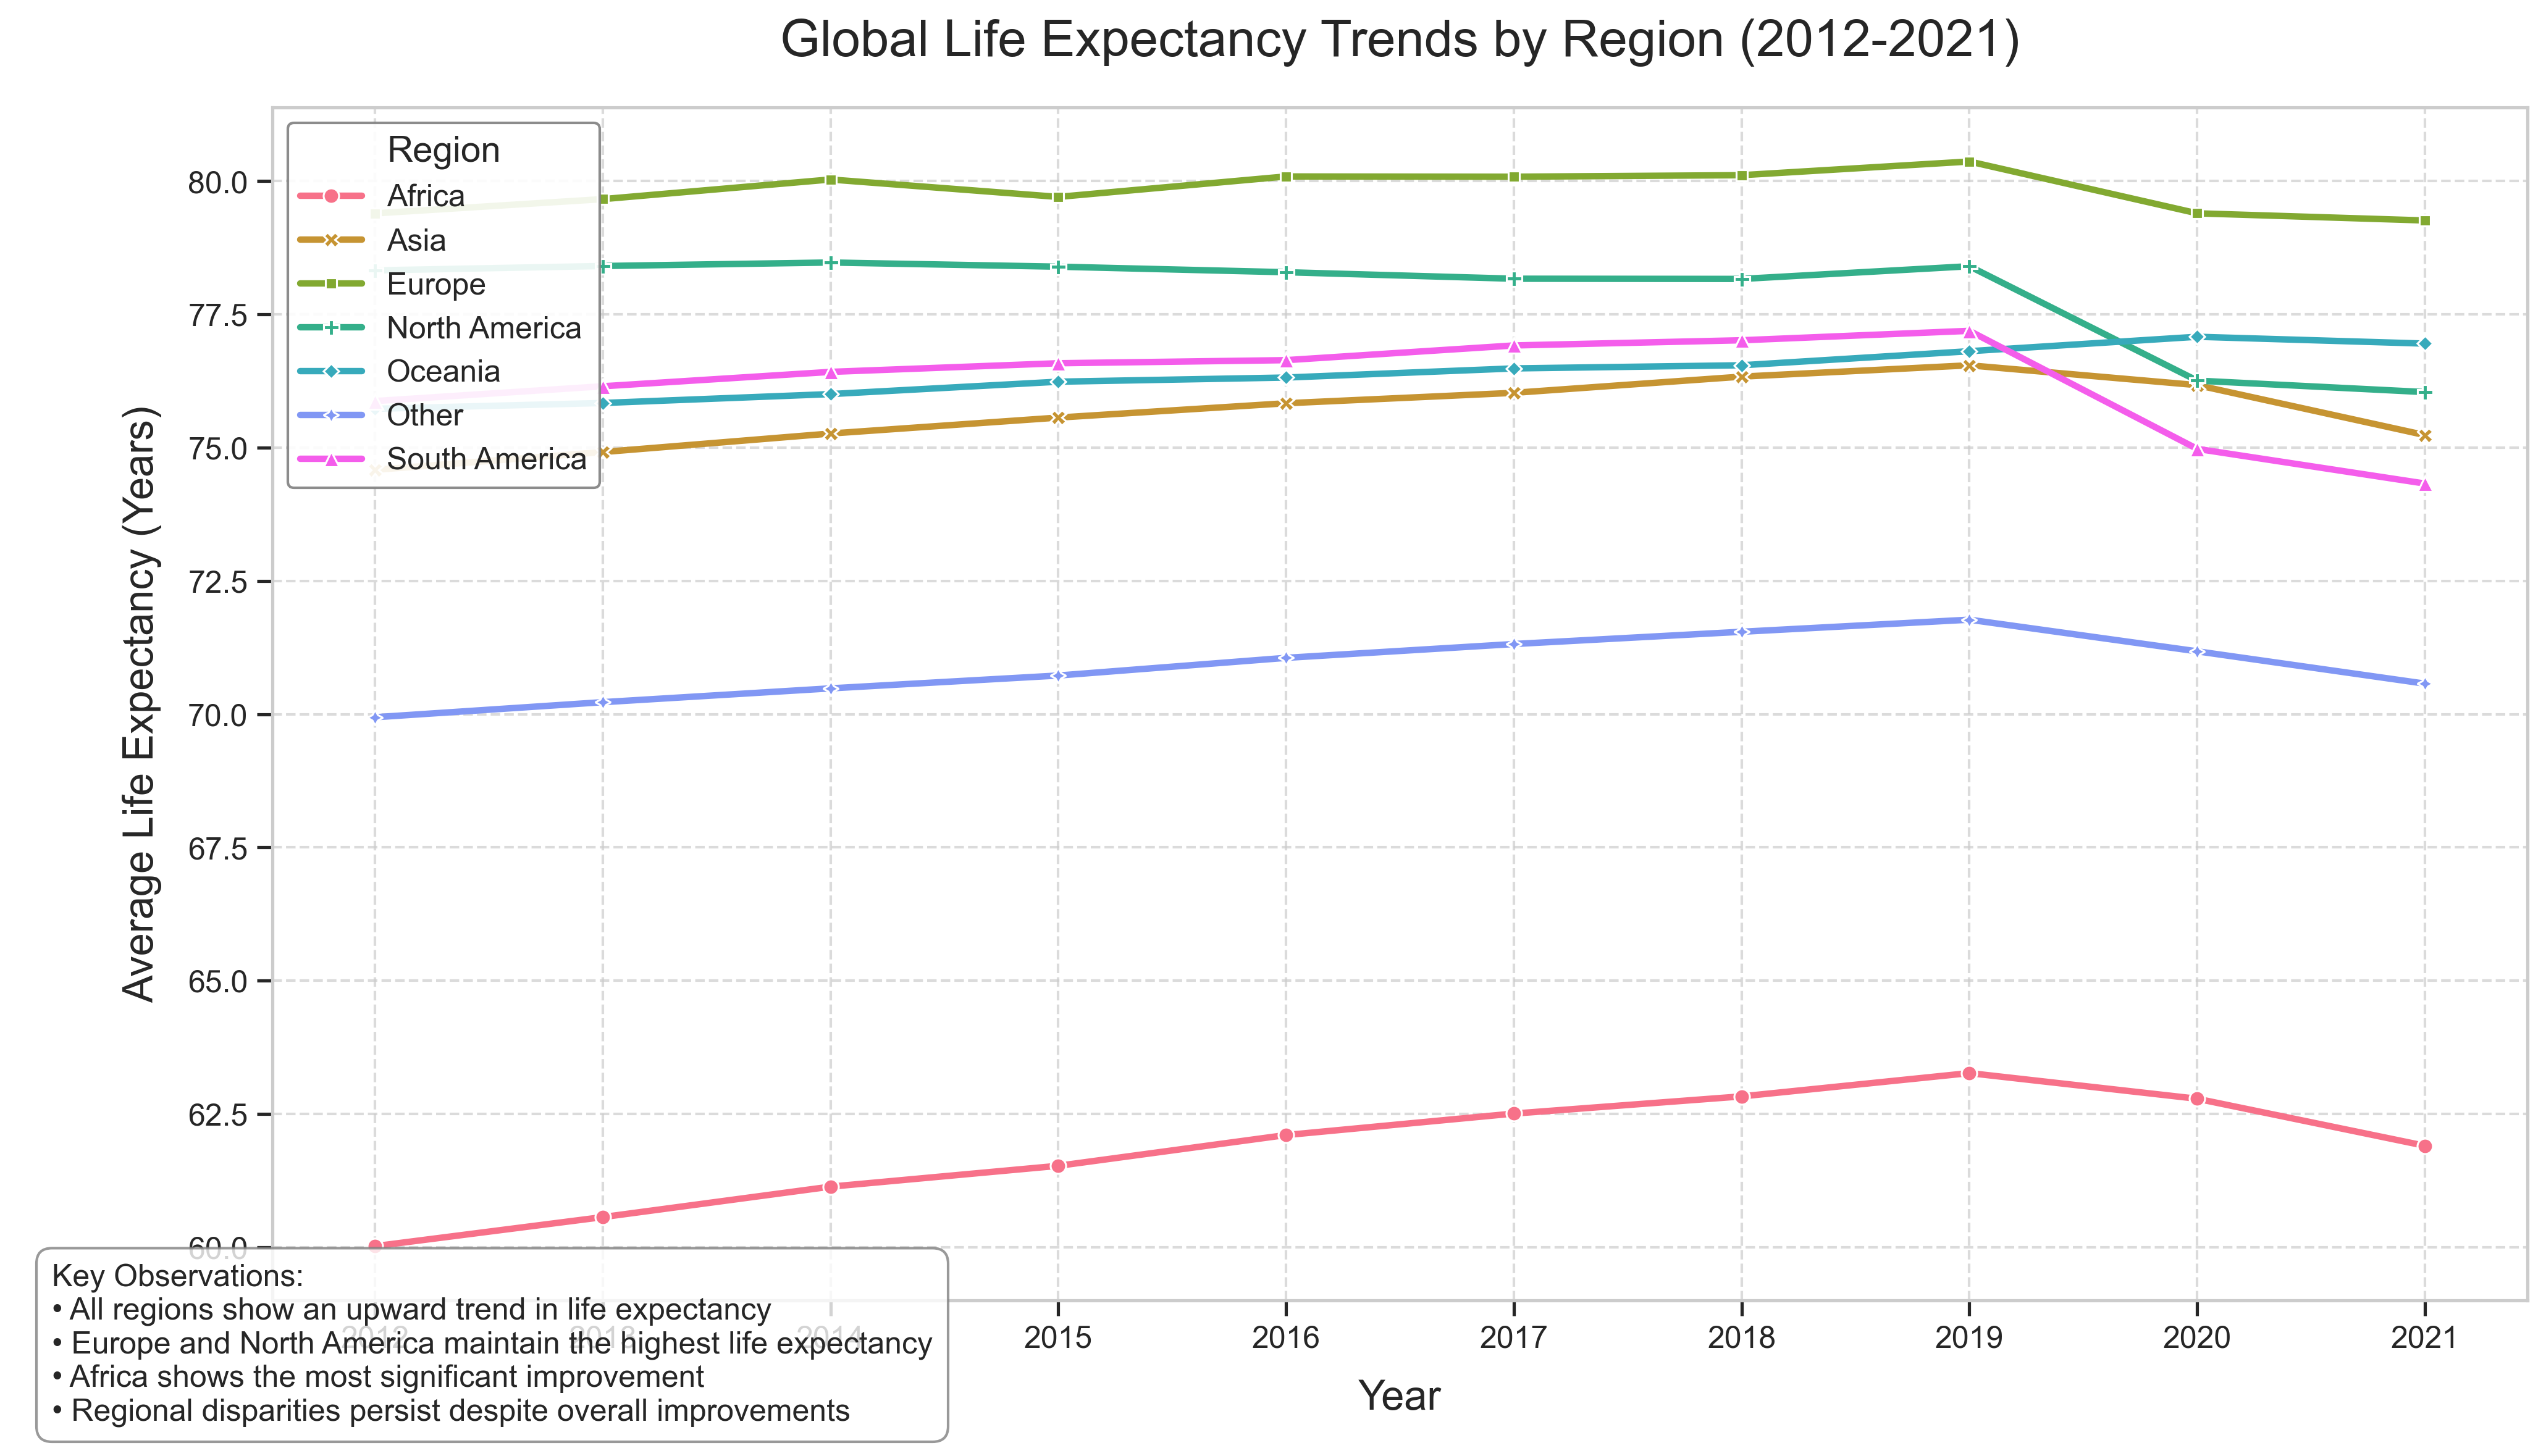 Global Life Expectancy Trends by Region (2012-2021)
Region
Africa
Asia
Europe
North America
Oceania
Other
South America
Average Life Expectancy (Years)
80.0
77.5
75.0
72.5
70.0
67.5
65.0
62.5
60.0
2012
2013
2014
2015
2016
2017
2018
2019
2020
2021
Year
Key Observations:
• All regions show an upward trend in life expectancy
• Europe and North America maintain the highest life expectancy
• Africa shows the most significant improvement
• Regional disparities persist despite overall improvements